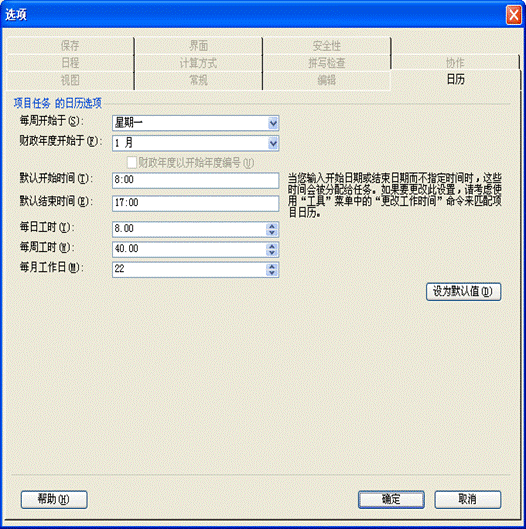 选项
保存 界面 安全性
日程 计算方式 拼写检查 协作
视图 常规 编辑 日历
项目任务 的日历选项
每周开始于(S): 星期一
财政年度开始于(F): 1 月
财政年度以开始年度编号(U)
默认开始时间(T): 8:00
默认结束时间(E): 17:00
当您输入开始日期或结束日期而不指定时间时，这些
时间会被分配给任务。如果要更改此设置，请考虑使
用“工具”菜单中的“更改工作时间”命令来匹配项
目日历。
每日工时(Y): 8.00
每周工时(W): 40.00
每月工作日(M): 22
设为默认值(D)
帮助(H) 确定 取消